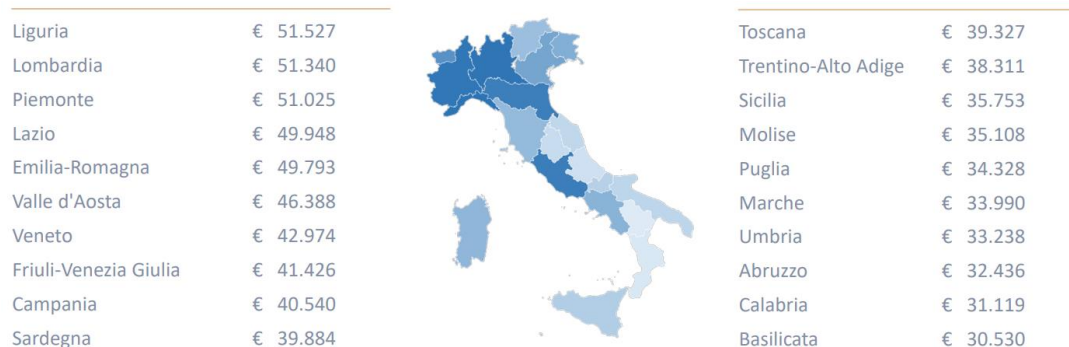 Liguria € 51.527
Lombardia € 51.340
Piemonte € 51.025
Lazio € 49.948
Emilia-Romagna € 49.793
Valle d'Aosta € 46.388
Veneto € 42.974
Friuli-Venezia Giulia € 41.426
Campania € 40.540
Sardegna € 39.884
Toscana € 39.327
Trentino-Alto Adige € 38.311
Sicilia € 35.753
Molise € 35.108
Puglia € 34.328
Marche € 33.990
Umbria € 33.238
Abruzzo € 32.436
Calabria € 31.119
Basilicata € 30.530